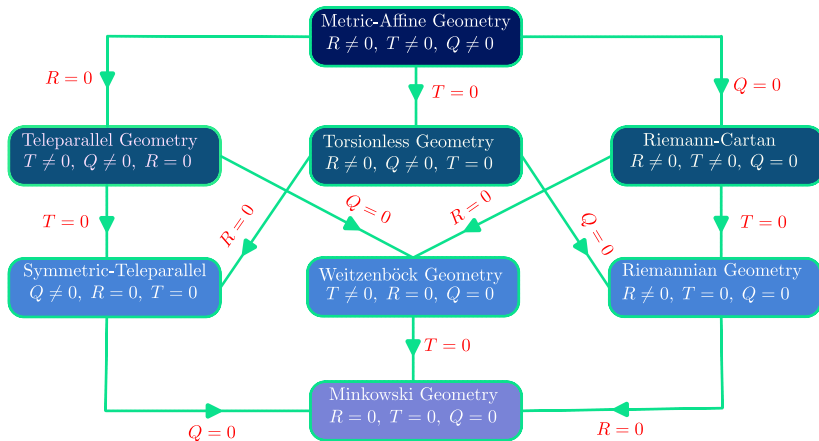 Metric-Affine Geometry
R ≠ 0, T ≠ 0, Q ≠ 0
R = 0
T = 0
Q = 0
Teleparallel Geometry
T ≠ 0, Q ≠ 0, R = 0
Torsionless Geometry
R ≠ 0, Q ≠ 0, T = 0
Riemann-Cartan
R ≠ 0, T ≠ 0, Q = 0
T = 0
R = 0
Q = 0
R = 0
Q = 0
T = 0
Symmetric-Teleparallel
Q ≠ 0, R = 0, T = 0
Weitzenböck Geometry
T ≠ 0, R = 0, Q = 0
Riemannian Geometry
R ≠ 0, T = 0, Q = 0
T = 0
Minkowski Geometry
R = 0, T = 0, Q = 0
Q = 0
R = 0